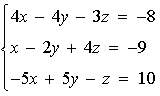 4x − 4y − 3z = −8
x − 2y + 4z = −9
−5x + 5y − z = 10